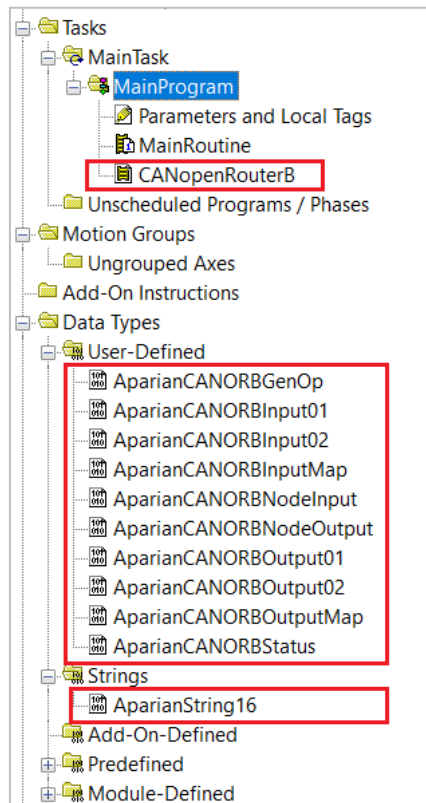 Tasks
MainTask
MainProgram
Parameters and Local Tags
MainRoutine
CANopenRouterB
Unscheduled Programs / Phases
Motion Groups
Ungrouped Axes
Add-On Instructions
Data Types
User-Defined
AparianCANORBGenOp
AparianCANORBInput01
AparianCANORBInput02
AparianCANORBInputMap
AparianCANORBNodeInput
AparianCANORBNodeOutput
AparianCANORBOutput01
AparianCANORBOutput02
AparianCANORBOutputMap
AparianCANORBStatus
Strings
AparianString16
Add-On-Defined
Predefined
Module-Defined